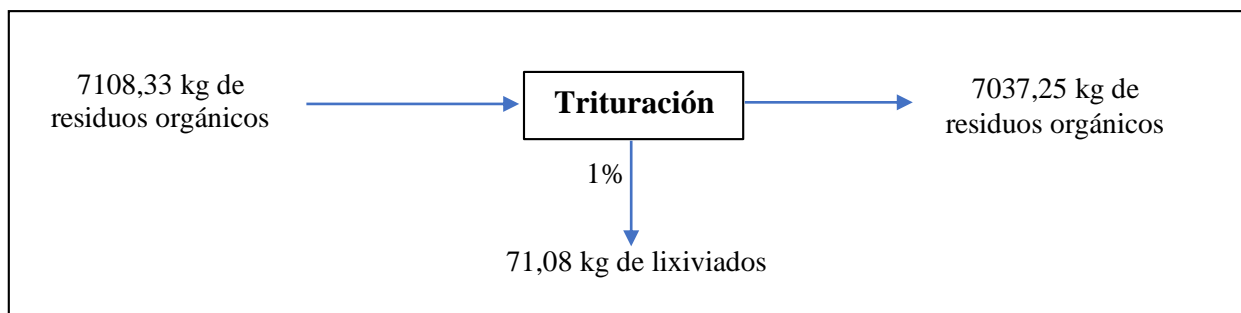 7108,33 kg de
residuos orgánicos
Trituración
7037,25 kg de
residuos orgánicos
1%
71,08 kg de lixiviados